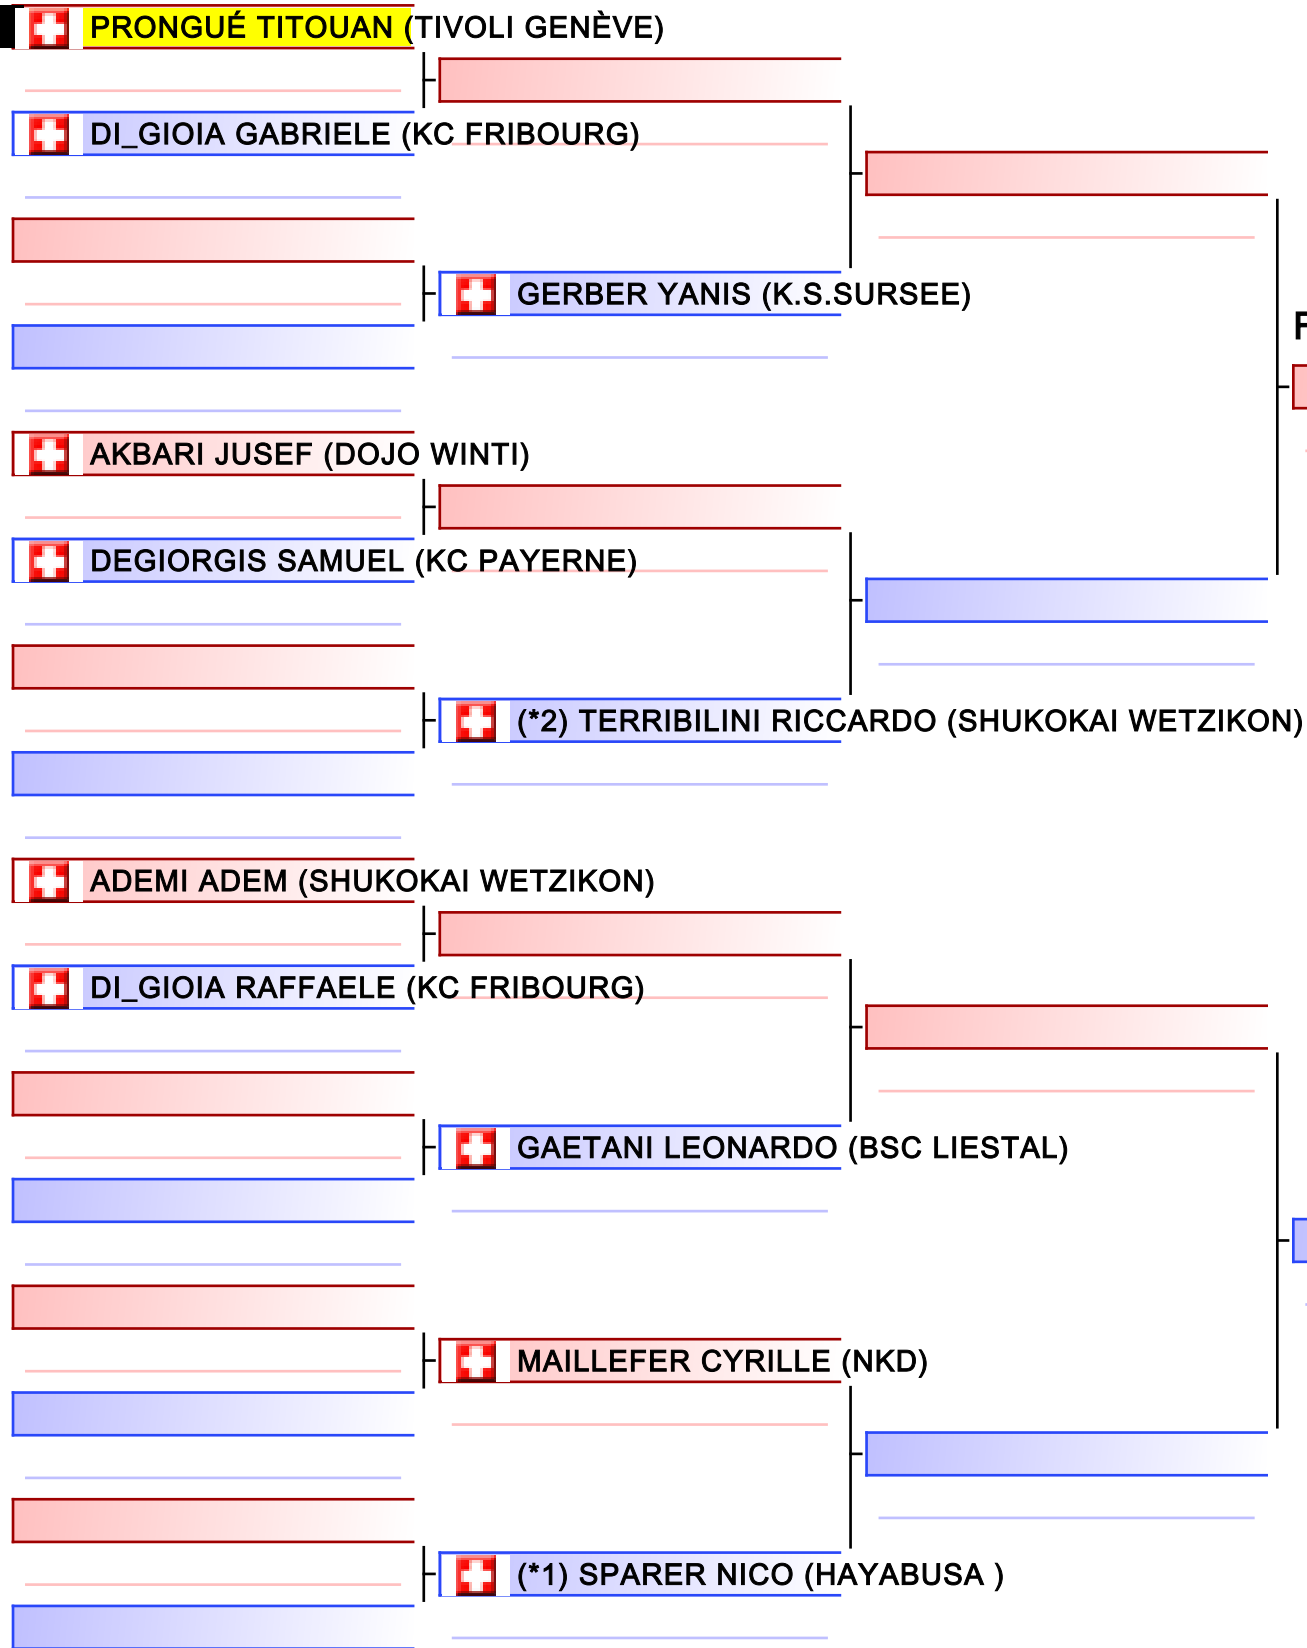 PRONGUÉ TITOUAN (TIVOLI GENÈVE)
DI_GIOIA GABRIELE (KC FRIBOURG)
GERBER YANIS (K.S.SURSEE)
AKBARI JUSEF (DOJO WINTI)
DEGIORGIS SAMUEL (KC PAYERNE)
(*2) TERRIBILINI RICCARDO (SHUKOKAI WETZIKON)
ADEMI ADEM (SHUKOKAI WETZIKON)
DI_GIOIA RAFFAELE (KC FRIBOURG)
GAETANI LEONARDO (BSC LIESTAL)
MAILLEFER CYRILLE (NKD)
(*1) SPARER NICO (HAYABUSA )